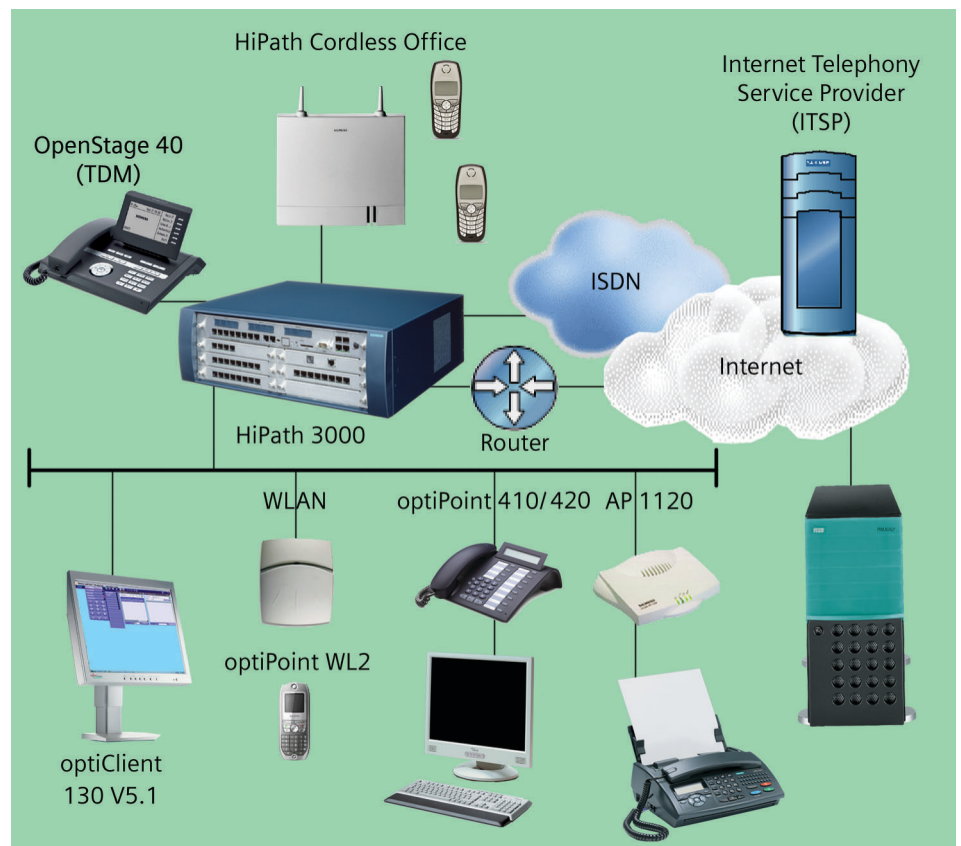 HiPath Cordless Office
Internet Telephony
Service Provider
(ITSP)
OpenStage 40
(TDM)
ISDN
Internet
HiPath 3000
Router
WLAN
optiPoint 410/420
AP 1120
optiPoint WL2
optiClient
130 V5.1